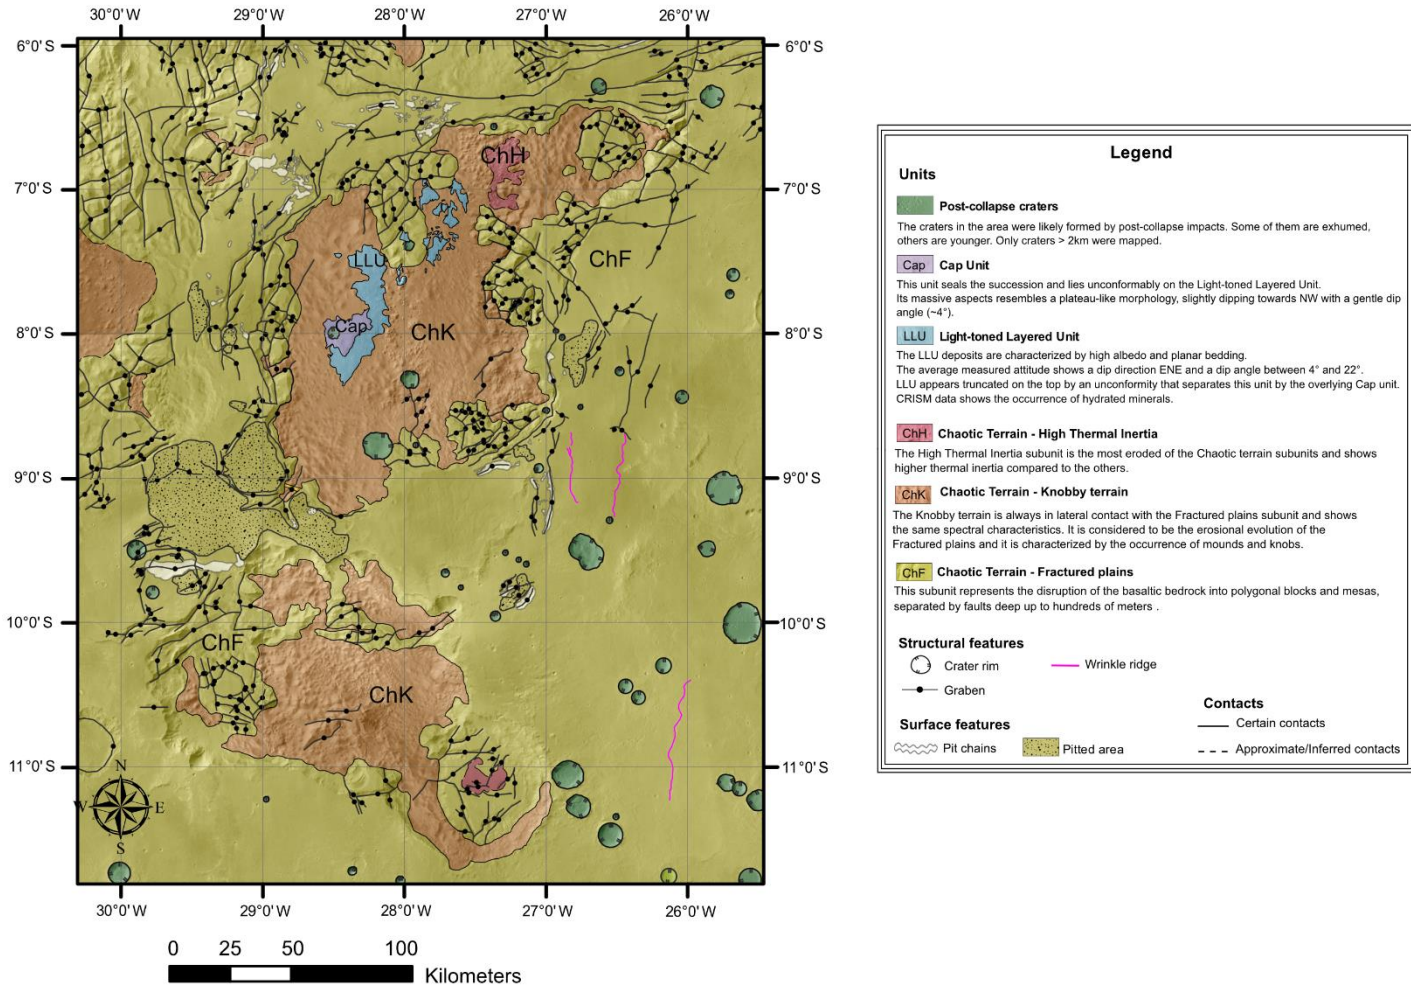 30°0' W 29°0'W 28°0'W 27°0'W 26°0'W
6°0' S 6°0' S
ChH
7°0' S 7°0' S
ChF
LLU
Cap
ChK
8°0' S 8°0' S
9°0' S 9°0' S
10°0' S 10°0' S
ChF
ChK
11°0' S 11°0' S
N
W E
S
30°0'W 29°0'W 28°0'W 27°0'W 26°0'W
0 25 50 100
Kilometers
Legend
Units
Post-collapse craters
The craters in the area were likely formed by post-collapse impacts. Some of them are exhumed,
others are younger. Only craters > 2km were mapped.
Cap Cap Unit
This unit seals the succession and lies unconformably on the Light-toned Layered Unit.
Its massive aspects resembles a plateau-like morphology, slightly dipping towards NW with a gentle dip
angle (~4°).
LLU Light-toned Layered Unit
The LLU deposits are characterized by high albedo and planar bedding.
The average measured attitude shows a dip direction ENE and a dip angle between 4° and 22°.
LLU appears truncated on the top by an unconformity that separates this unit by the overlying Cap unit.
CRISM data shows the occurrence of hydrated minerals.
ChH Chaotic Terrain - High Thermal Inertia
The High Thermal Inertia subunit is the most eroded of the Chaotic terrain subunits and shows
higher thermal inertia compared to the others.
ChK Chaotic Terrain - Knobby terrain
The Knobby terrain is always in lateral contact with the Fractured plains subunit and shows
the same spectral characteristics. It is considered to be the erosional evolution of the
Fractured plains and it is characterized by the occurrence of mounds and knobs.
ChF Chaotic Terrain - Fractured plains
This subunit represents the disruption of the basaltic bedrock into polygonal blocks and mesas,
separated by faults deep up to hundreds of meters .
Structural features
Crater rim Wrinkle ridge
Graben
Contacts
Surface features Certain contacts
Pit chains Pitted area Approximate/Inferred contacts